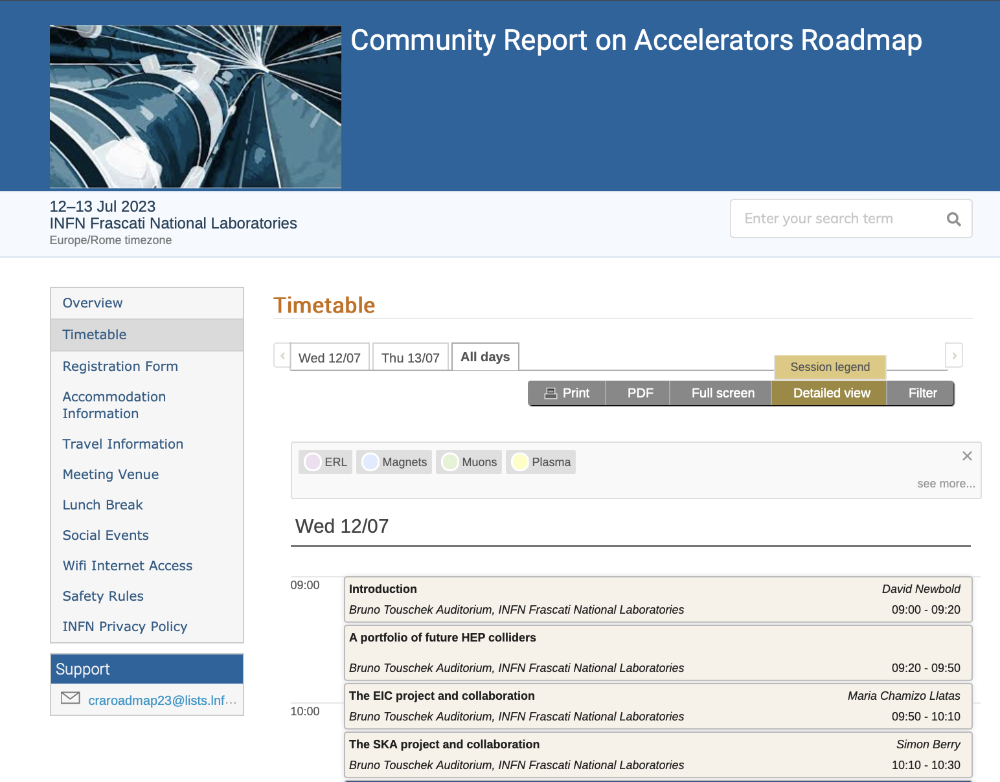 Community Report on Accelerators Roadmap
12–13 Jul 2023
INFN Frascati National Laboratories
Europe/Rome timezone
Enter your search term
Overview
Timetable
Registration Form
Accommodation
Information
Travel Information
Meeting Venue
Lunch Break
Social Events
Wifi Internet Access
Safety Rules
INFN Privacy Policy
Support
craroadmap23@lists.lnf...
Timetable
Wed 12/07
Thu 13/07
All days
Session legend
Print
PDF
Full screen
Detailed view
Filter
ERL
Magnets
Muons
Plasma
see more...
Wed 12/07
09:00
Introduction
David Newbold
Bruno Touschek Auditorium, INFN Frascati National Laboratories
09:00 - 09:20
A portfolio of future HEP colliders
Bruno Touschek Auditorium, INFN Frascati National Laboratories
09:20 - 09:50
The EIC project and collaboration
Maria Chamizo Llatas
10:00
Bruno Touschek Auditorium, INFN Frascati National Laboratories
09:50 - 10:10
The SKA project and collaboration
Simon Berry
Bruno Touschek Auditorium, INFN Frascati National Laboratories
10:10 - 10:30